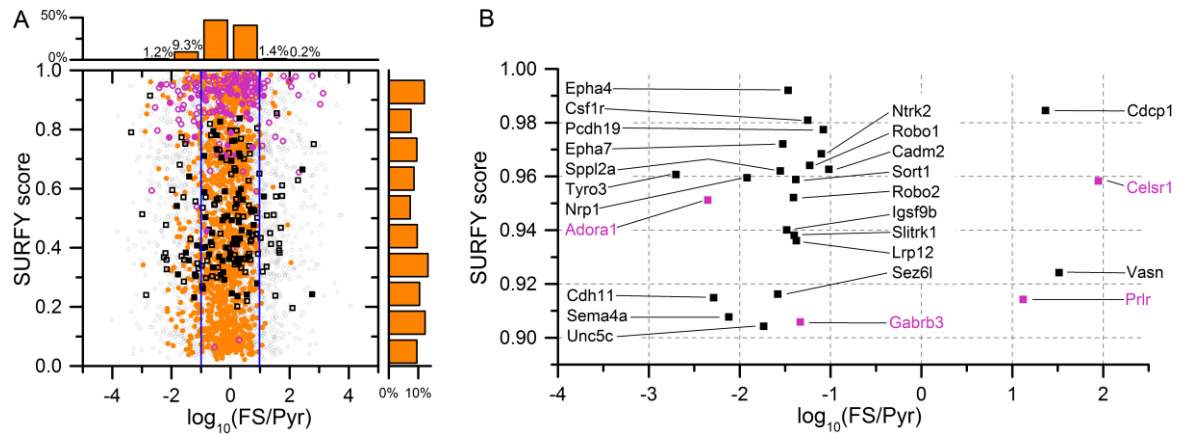 A
50%
0%
1.2%
9.3%
1.4%
0.2%
SURFY score
1.0
0.8
0.6
0.4
0.2
0.0
-4
-2
0
2
4
log10(FS/Pyr)
0%
10%
B
SURFY score
1.00
0.98
0.96
0.94
0.92
0.90
Epha4
Csf1r
Pcdh19
Epha7
Sppl2a
Tyro3
Nrp1
Adora1
Cdh11
Sema4a
Unc5c
Ntrk2
Robo1
Cadm2
Sort1
Robo2
Igsf9b
Slitrk1
Lrp12
Sez6l
Gabrb3
Cdcp1
Celsr1
Vasn
Prlr
-4
-3
-2
-1
0
1
2
log10(FS/Pyr)